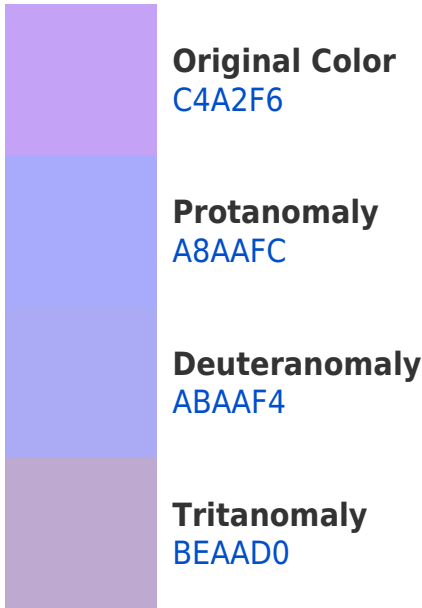 Original Color
C4A2F6
Protanomaly
A8AAFC
Deuteranomaly
ABAAF4
Tritanomaly
BEAAD0